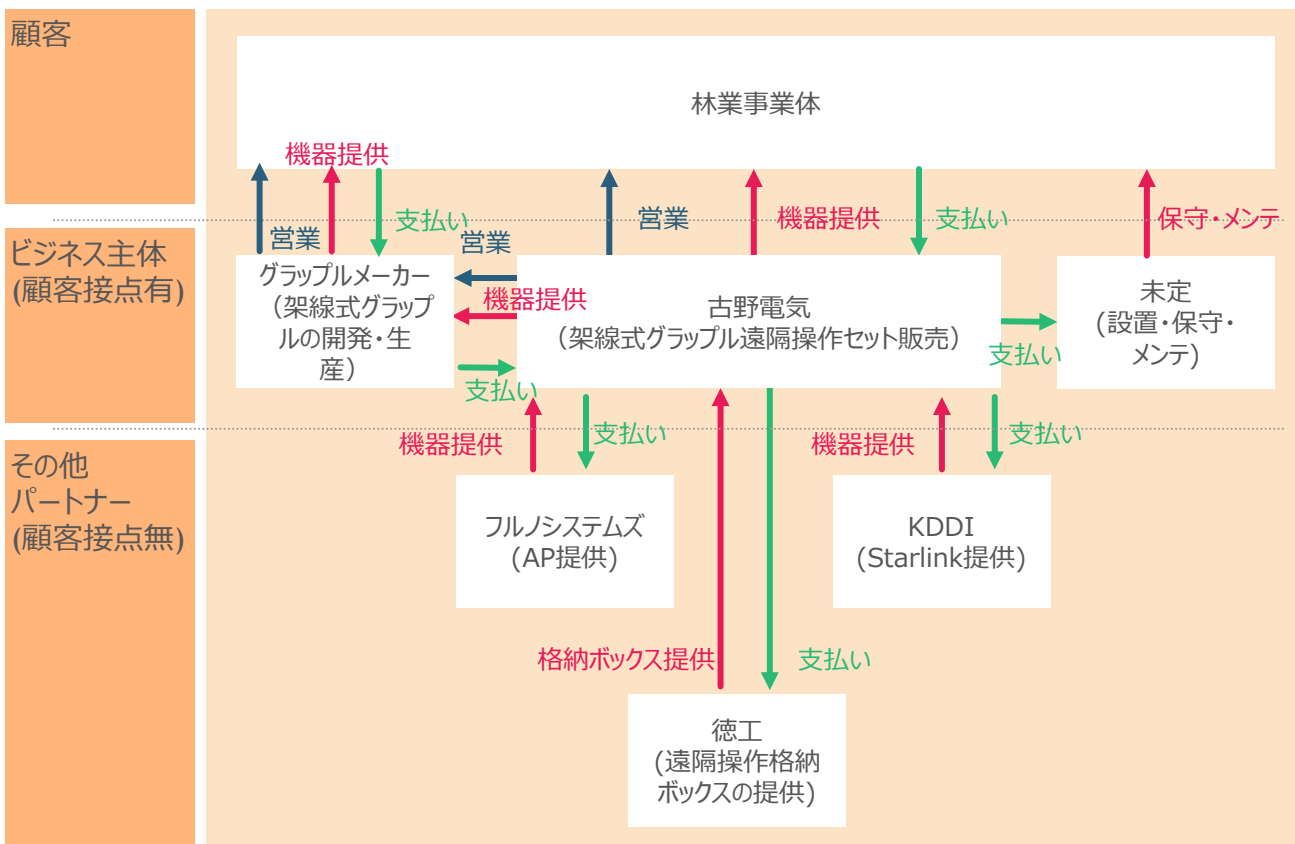 顧客
林業事業体
機器提供
支払い
営業
営業
機器提供
支払い
保守・メンテ
ビジネス主体
(顧客接点有)
グラップルメーカー
（架線式グラップ
ルの開発・生
産）
営業
機器提供
支払い
古野電気
（架線式グラップル遠隔操作セット販売）
支払い
未定
(設置・保守・
メンテ)
機器提供
支払い
機器提供
支払い
その他
パートナー
(顧客接点無)
フルノシステムズ
(AP提供)
KDDI
(Starlink提供)
格納ボックス提供
支払い
徳工
(遠隔操作格納
ボックスの提供)